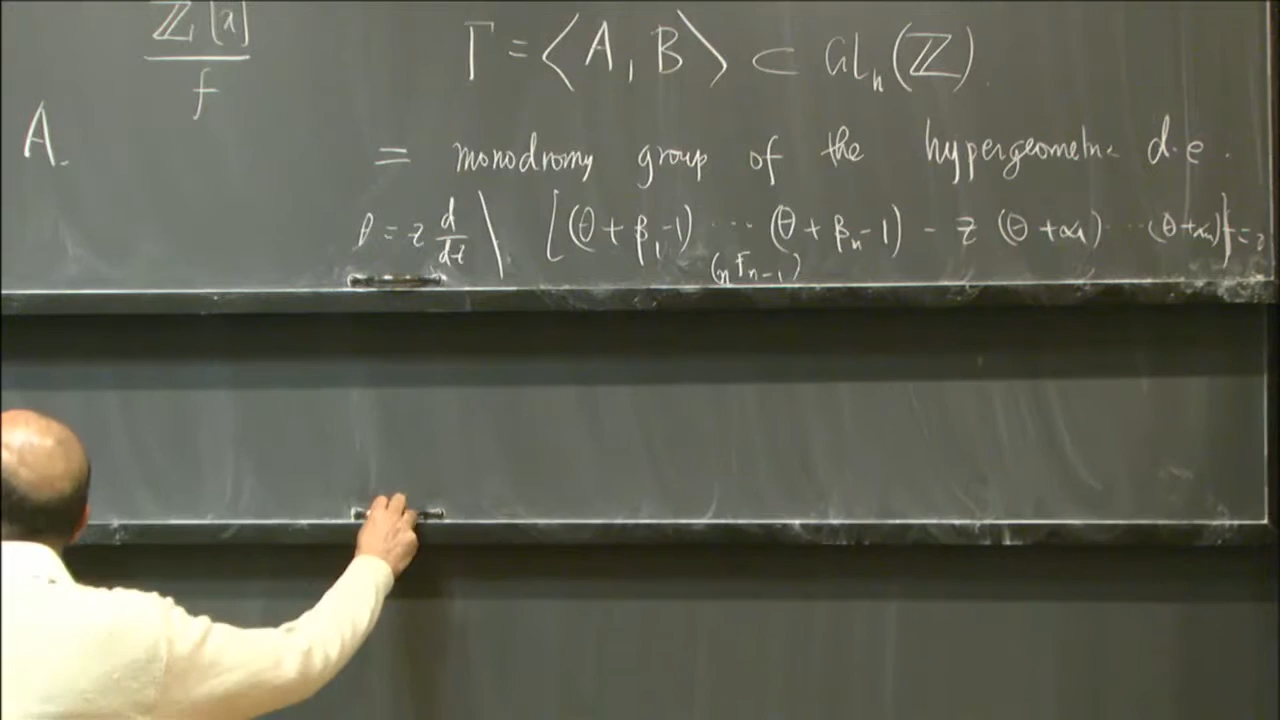 ℤ[x] / f
Γ = ⟨A, B⟩ ⊂ GLₙ(ℤ)
A.
= monodromy group of the hypergeometric d.e.
θ = z d/dz \ [(θ + β₁-1) ... (θ + βₙ-1) - z (θ + α₁) ... (θ + αₙ)] =
(ₙFₙ₋₁)